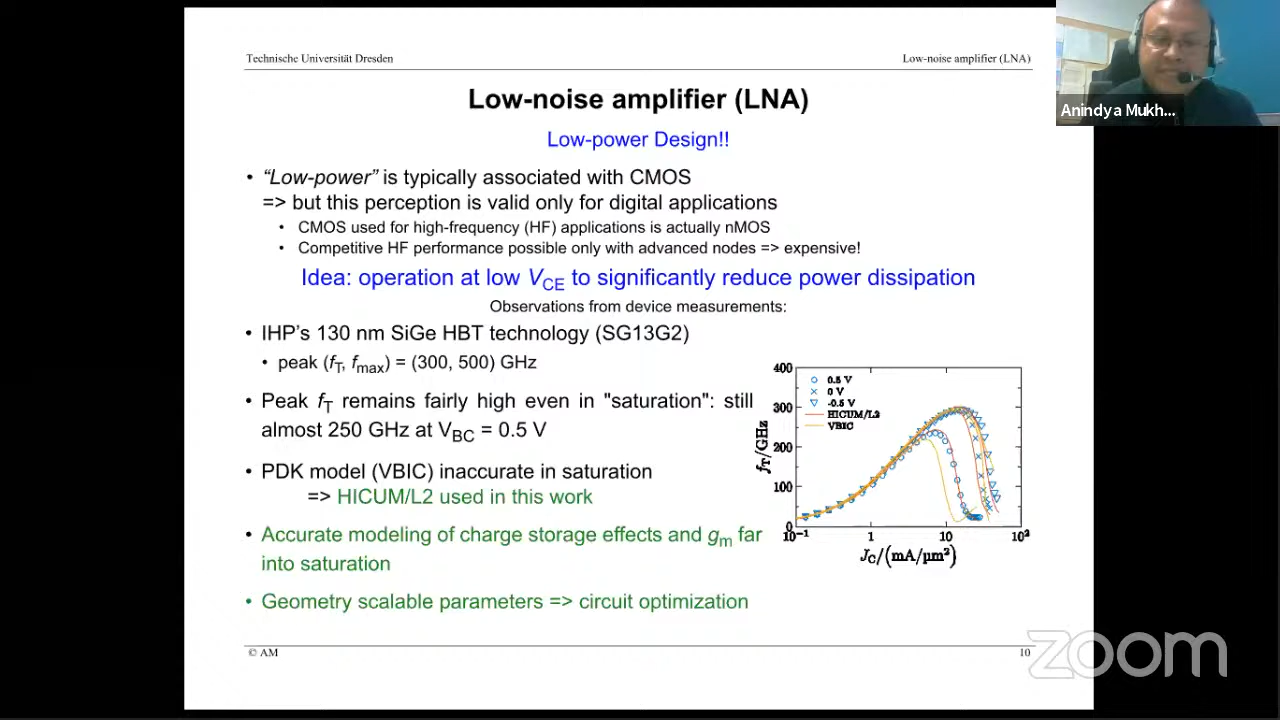 Technische Universität Dresden
Low-noise amplifier (LNA)
Anindya Mukh...
Low-noise amplifier (LNA)
Low-power Design!!
• “Low-power” is typically associated with CMOS
=> but this perception is valid only for digital applications
• CMOS used for high-frequency (HF) applications is actually nMOS
• Competitive HF performance possible only with advanced nodes => expensive!
Idea: operation at low VCE to significantly reduce power dissipation
Observations from device measurements:
• IHP's 130 nm SiGe HBT technology (SG13G2)
• peak (fT, fmax) = (300, 500) GHz
• Peak fT remains fairly high even in "saturation": still
almost 250 GHz at VBC = 0.5 V
• PDK model (VBIC) inaccurate in saturation
=> HICUM/L2 used in this work
• Accurate modeling of charge storage effects and gm far
into saturation
• Geometry scalable parameters => circuit optimization
400
300
200
100
0
fT/GHz
0.5 V
0 V
-0.5 V
HICUM/L2
VBIC
10⁻¹ 1 10 10²
JC/(mA/µm²)
© AM
10
zoom